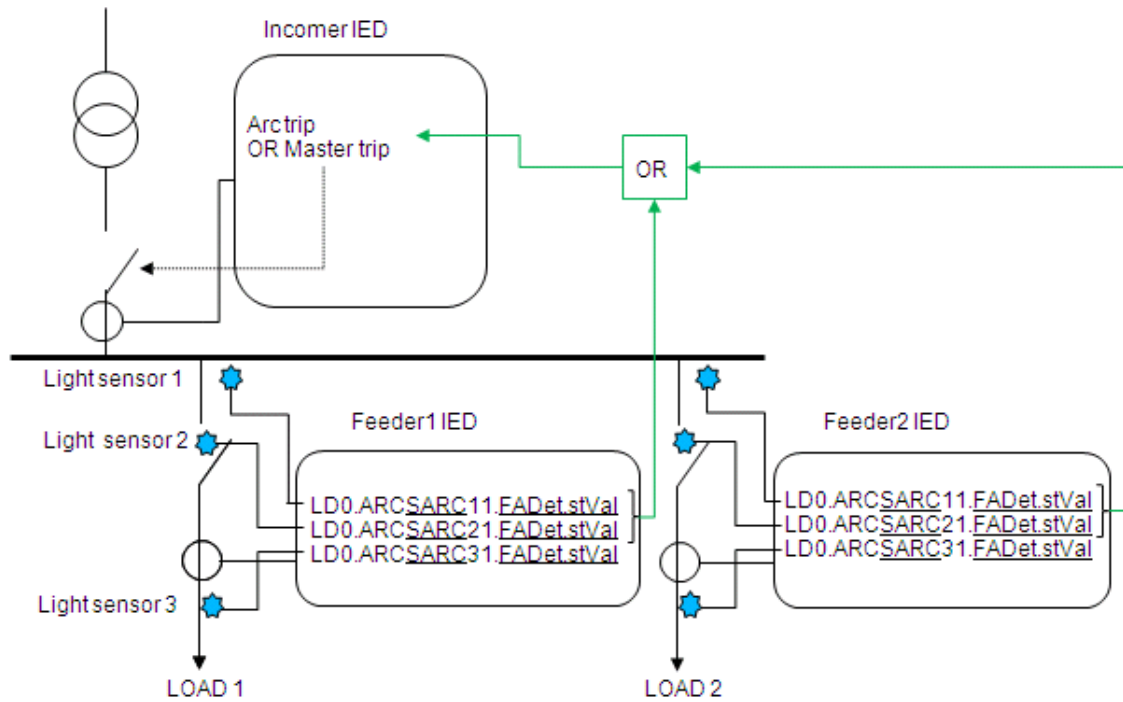 Incomer IED
Arc trip
OR Master trip
OR
Light sensor 1
Light sensor 2
Feeder1 IED
Feeder2 IED
LD0.ARCSARC11.FADet.stVal
LD0.ARCSARC21.FADet.stVal
LD0.ARCSARC31.FADet.stVal
LD0.ARCSARC11.FADet.stVal
LD0.ARCSARC21.FADet.stVal
LD0.ARCSARC31.FADet.stVal
Light sensor 3
LOAD 1
LOAD 2